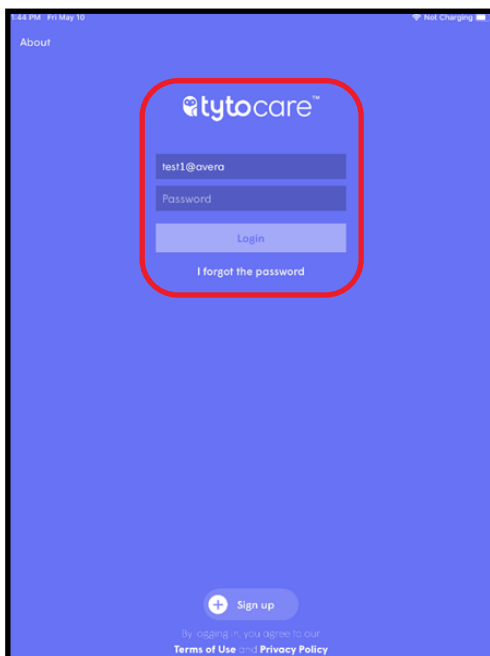 1:44 PM Fri May 10 Not Charging
About
tytocare™
test1@avera
Password
Login
I forgot the password
Sign up
By logging in, you agree to our
Terms of Use and Privacy Policy